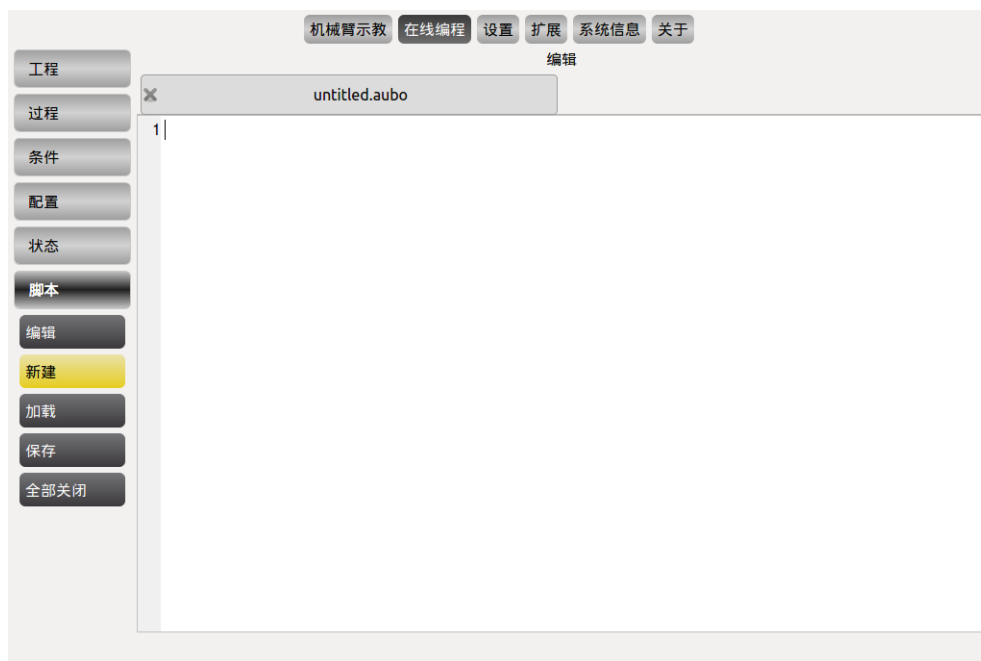 机械臂示教 在线编程 设置 扩展 系统信息 关于
编辑
工程
过程
条件
配置
状态
脚本
编辑
新建
加载
保存
全部关闭
untitled.aubo
1